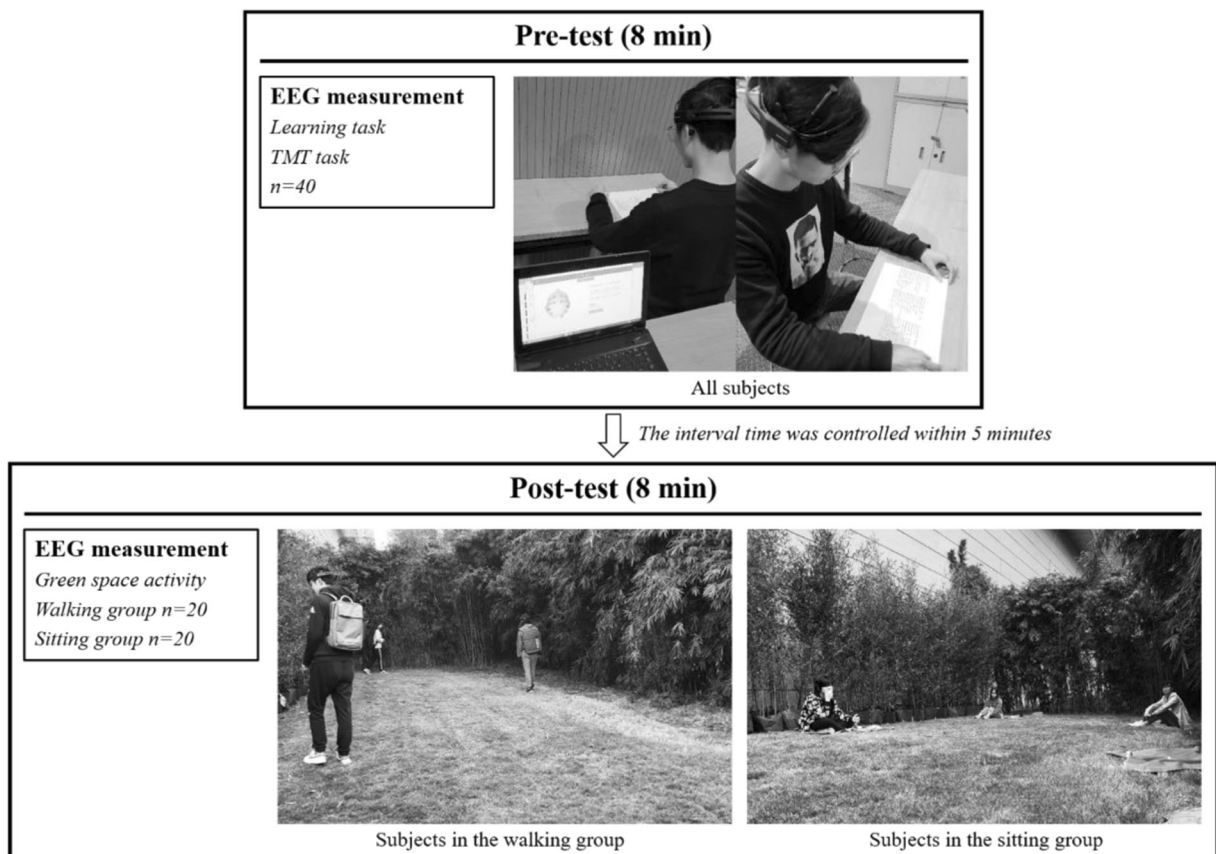 Pre-test (8 min)
EEG measurement
Learning task
TMT task
n=40
All subjects
The interval time was controlled within 5 minutes
Post-test (8 min)
EEG measurement
Green space activity
Walking group n=20
Sitting group n=20
Subjects in the walking group
Subjects in the sitting group